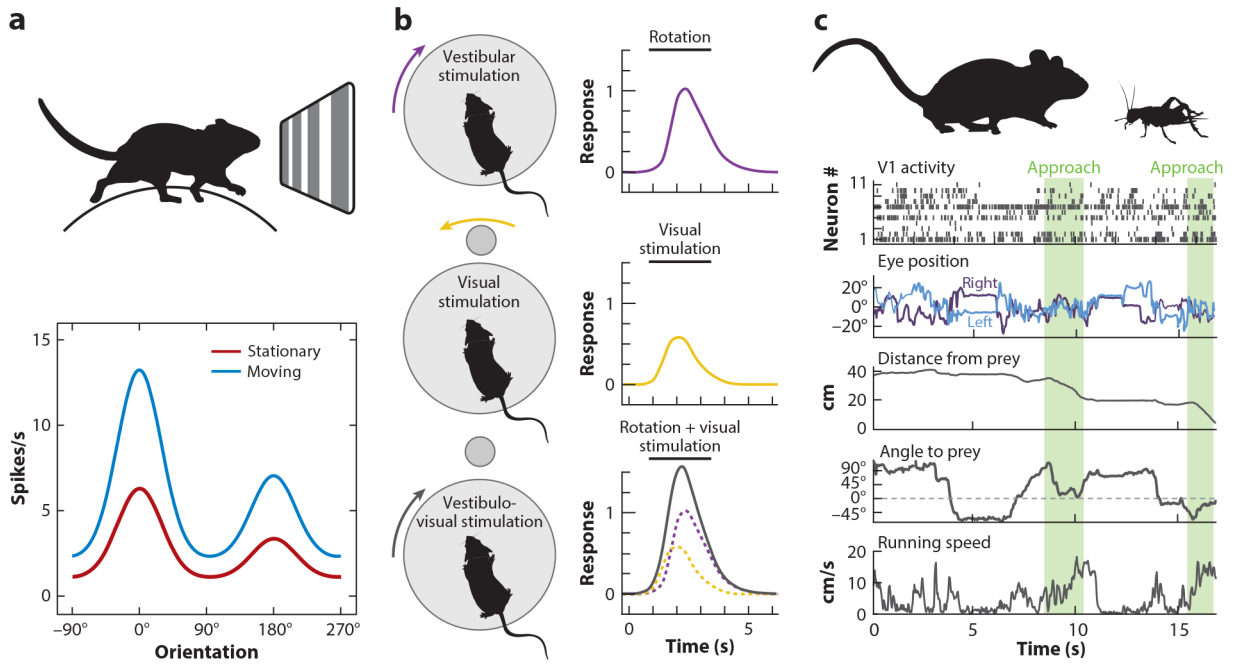 a
Spikes/s
15
10
5
0
Stationary
Moving
−90°
0°
90°
180°
270°
Orientation
b
Vestibular
stimulation
Rotation
Response
1
0
Visual
stimulation
Visual
stimulation
Response
1
0
Vestibulo-
visual stimulation
Rotation + visual
stimulation
Response
1
0
0
5
Time (s)
c
V1 activity
Approach
Approach
Neuron #
11
1
Eye position
20°
0°
−20°
Right
Left
Distance from prey
cm
40
20
0
Angle to prey
90°
45°
0°
−45°
Running speed
cm/s
20
10
0
0
5
10
15
Time (s)